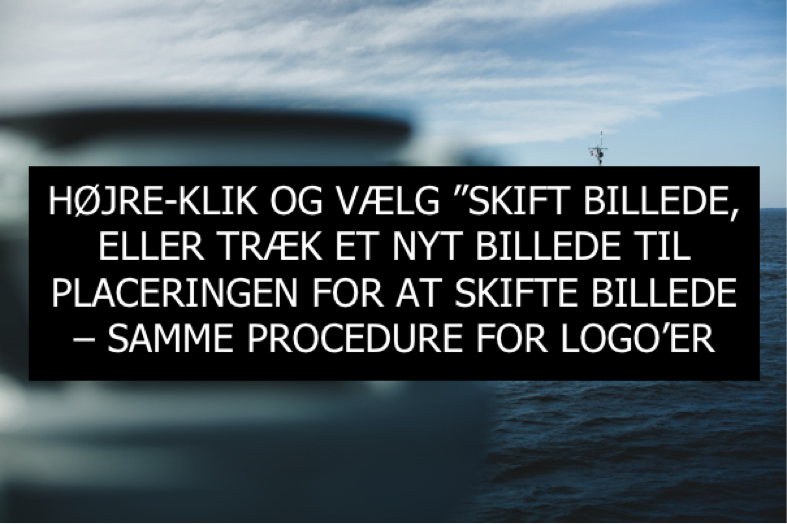 HØJRE-KLIK OG VÆLG ”SKIFT BILLEDE,
ELLER TRÆK ET NYT BILLEDE TIL
PLACERINGEN FOR AT SKIFTE BILLEDE
– SAMME PROCEDURE FOR LOGO’ER